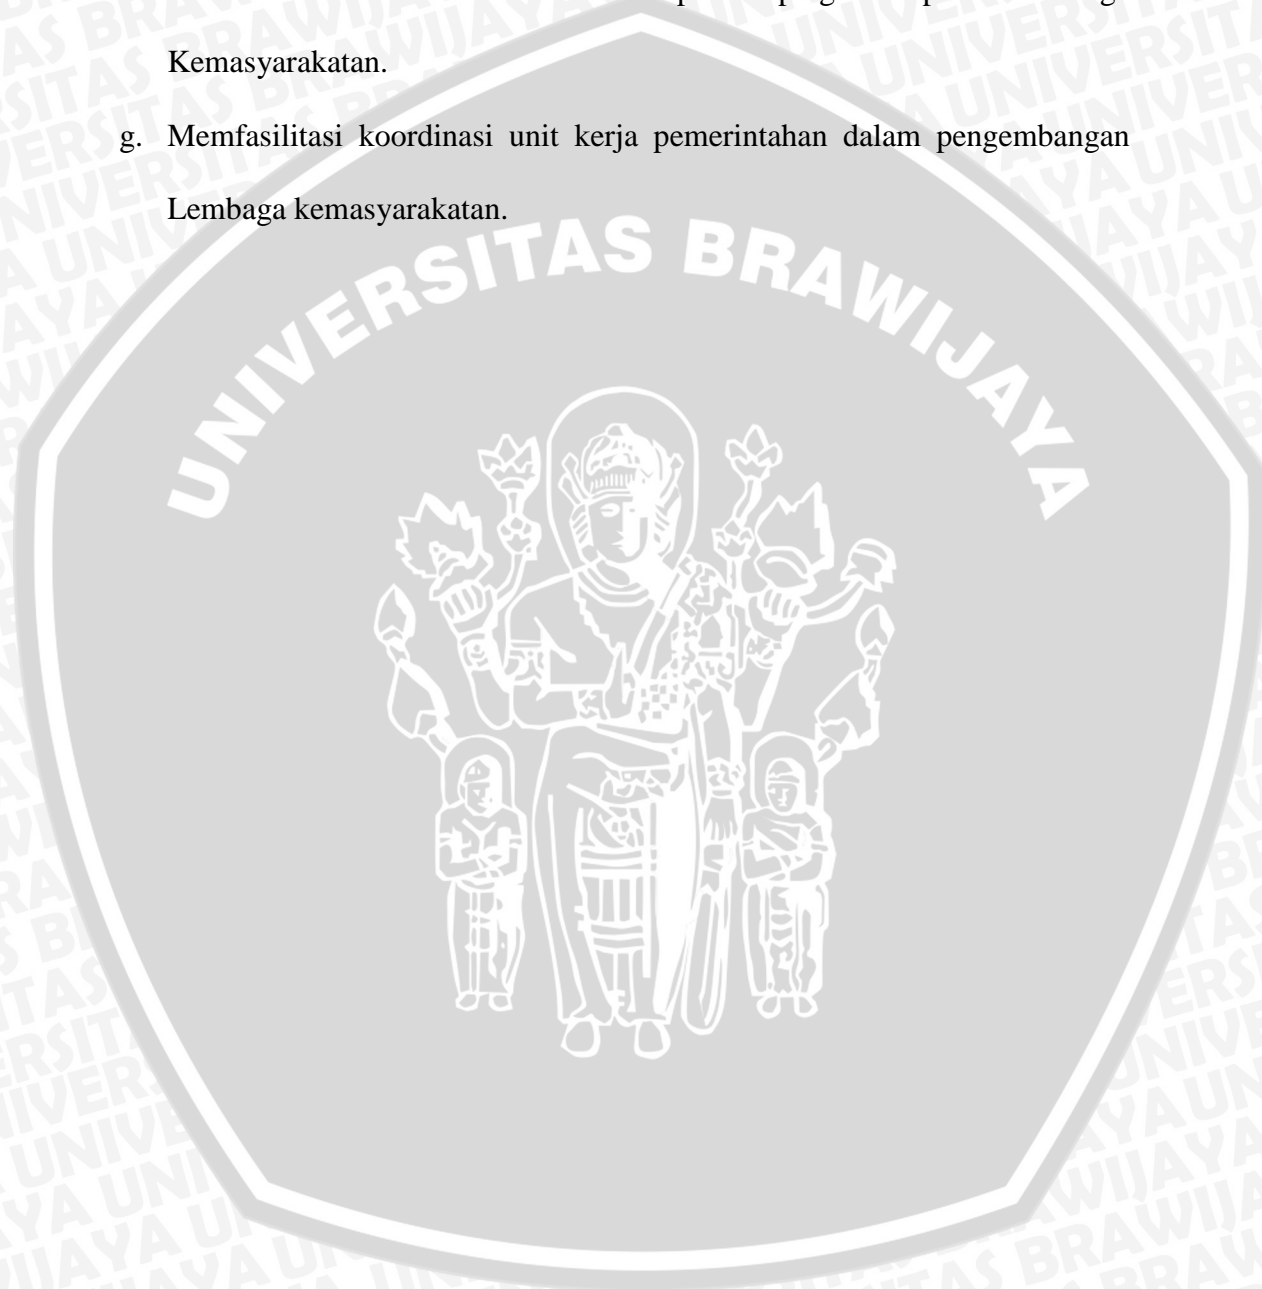 Kemasyarakatan.
g. Memfasilitasi koordinasi unit kerja pemerintahan dalam pengembangan
Lembaga kemasyarakatan.
UNIVERSITAS BRAWIJAYA